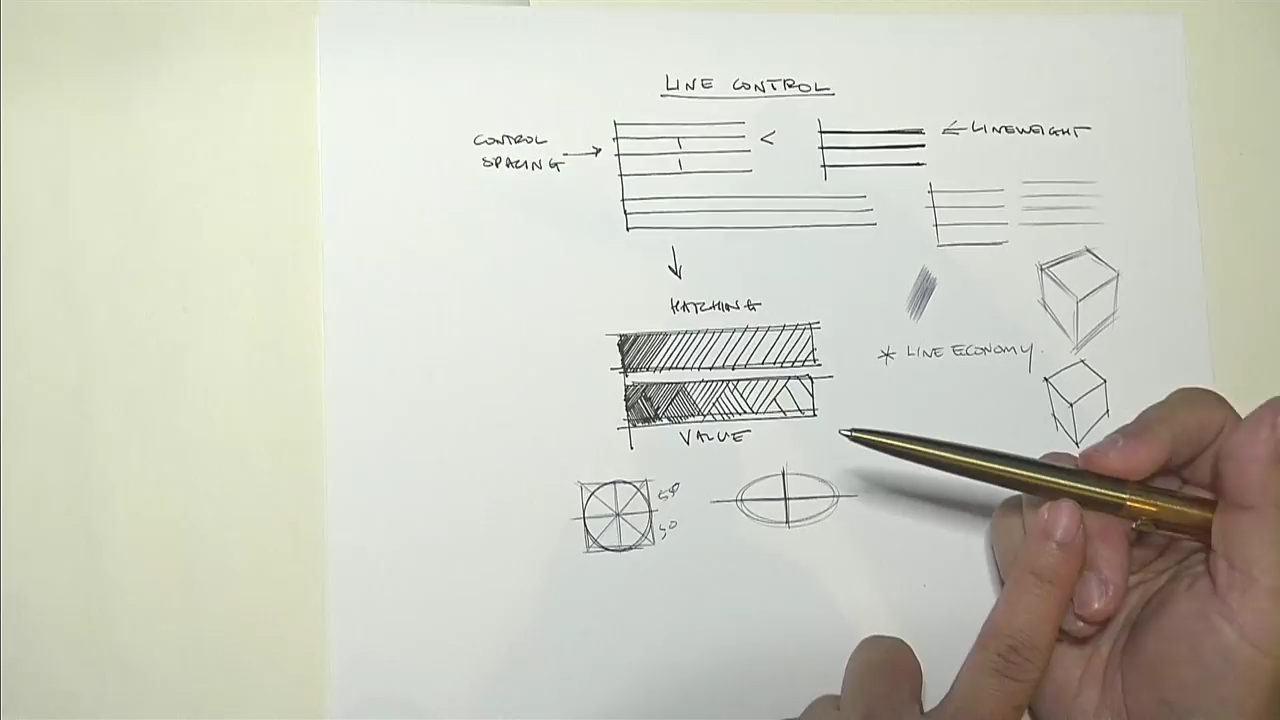 LINE CONTROL
CONTROL
SPACING
LINEWEIGHT
HATCHING
* LINE ECONOMY.
VALUE
50
50